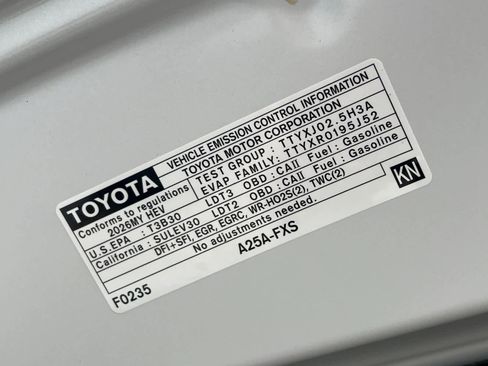 TOYOTA
VEHICLE EMISSION CONTROL INFORMATION
TOYOTA MOTOR CORPORATION
Conforms to regulations
2026MY HEV
TEST GROUP : TTYXJ02.5H3A
EVAP FAMILY: TTYXR0195J52
U.S.EPA : T3B30 LDT3 OBD:CAII Fuel: Gasoline
California : SULEV30 LDT2 OBD:CAII Fuel: Gasoline
DFI+SFI, EGR, EGRC, WR-HO2S(2), TWC(2)
No adjustments needed.
KN
F0235
A25A-FXS